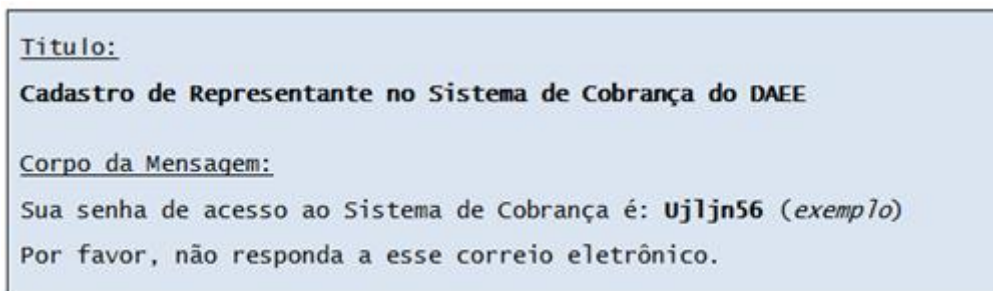 Titulo:
Cadastro de Representante no Sistema de Cobrança do DAEE
Corpo da Mensagem:
Sua senha de acesso ao Sistema de Cobrança é: Ujljn56 (exemplo)
Por favor, não responda a esse correio eletrônico.